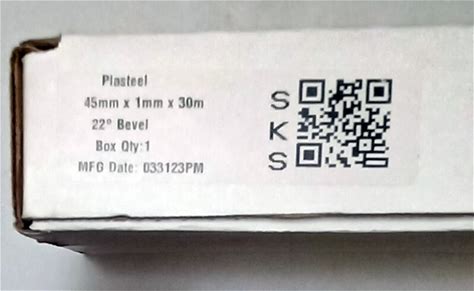 Plasteel
45mm x 1mm x 30m
22° Bevel
Box Qty:1
MFG Date: 033123PM
S
K
S